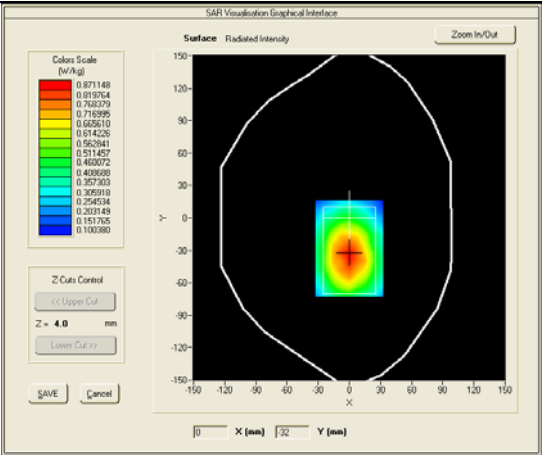 SAR Visualisation Graphical Interface
Surface Radiated Intensity
Zoom In/Out
Colors Scale
(W/kg)
0.871148
0.819764
0.768379
0.716995
0.665610
0.614226
0.562841
0.511457
0.460072
0.408688
0.357303
0.305918
0.254534
0.203149
0.151765
0.100380
Z-Cuts Control
<< Upper Cut
Z = 4.0 mm
Lower Cut >>
SAVE Cancel
150-
120-
90-
60-
30-
0-
-30-
-60-
-90-
-120-
-150-
Y
-150 -120 -90 -60 -30 0 30 60 90 120 150
X
0 X (mm) -32 Y (mm)